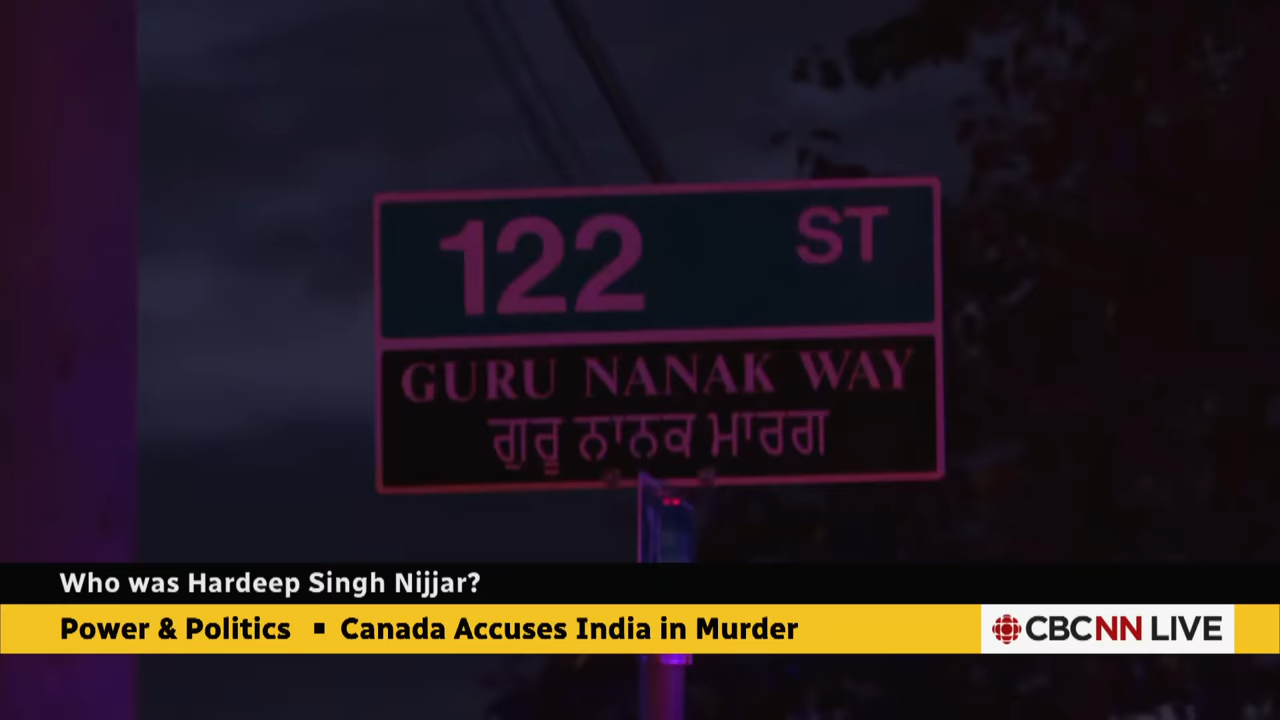 122 ST
GURU NANAK WAY
ਗੁਰੂ ਨਾਨਕ ਮਾਰਗ
Who was Hardeep Singh Nijjar?
Power & Politics ▪ Canada Accuses India in Murder
CBCNN LIVE